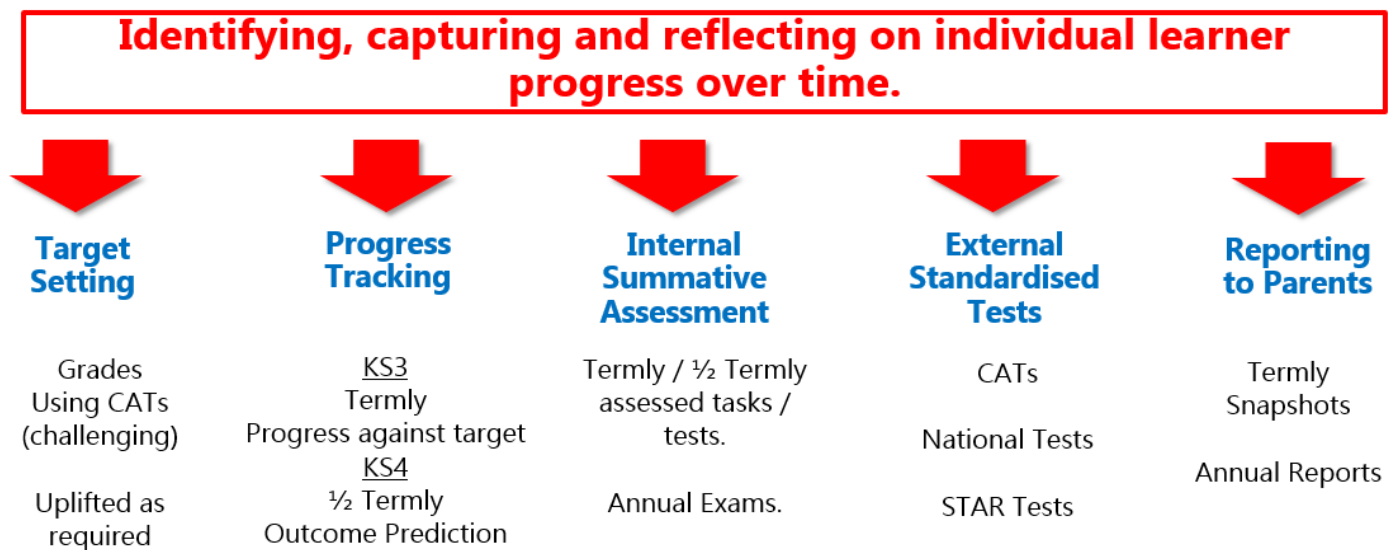 Identifying, capturing and reflecting on individual learner
progress over time.
Target
Setting
Grades
Using CATs
(challenging)
Uplifted as
required
Progress
Tracking
KS3
Termly
Progress against target
KS4
½ Termly
Outcome Prediction
Internal
Summative
Assessment
Termly / ½ Termly
assessed tasks /
tests.
Annual Exams.
External
Standardised
Tests
CATs
National Tests
STAR Tests
Reporting
to Parents
Termly
Snapshots
Annual Reports